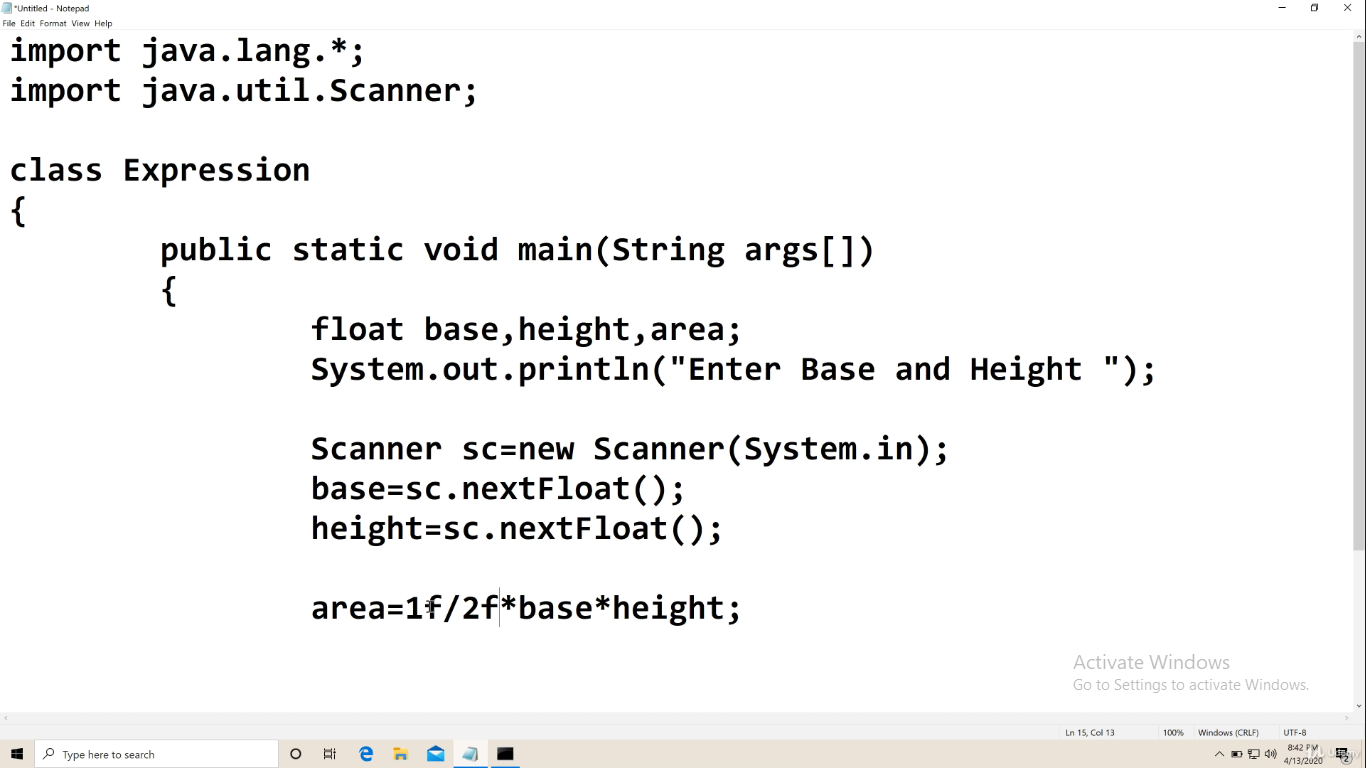 *Untitled - Notepad
File Edit Format View Help
import java.lang.*;
import java.util.Scanner;
class Expression
{
public static void main(String args[])
{
float base,height,area;
System.out.println("Enter Base and Height ");
Scanner sc=new Scanner(System.in);
base=sc.nextFloat();
height=sc.nextFloat();
area=1f/2f*base*height;
Activate Windows
Go to Settings to activate Windows.
Ln 15, Col 13 100% Windows (CRLF) UTF-8
Type here to search
8:42 PM
4/13/2020
2